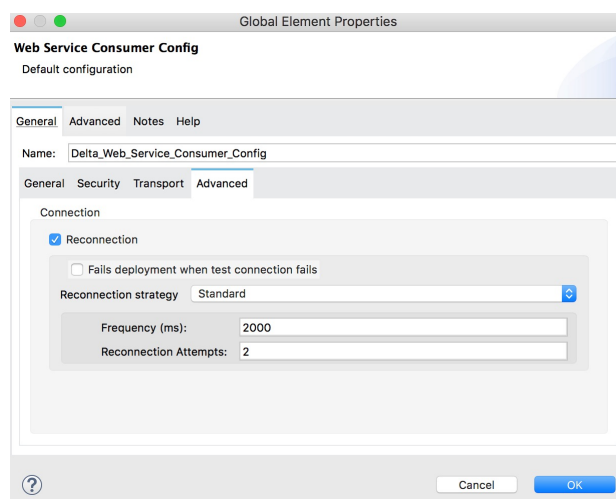 Global Element Properties
Web Service Consumer Config
Default configuration
General Advanced Notes Help
Name: Delta_Web_Service_Consumer_Config
General Security Transport Advanced
Connection
Reconnection
Fails deployment when test connection fails
Reconnection strategy Standard
Frequency (ms): 2000
Reconnection Attempts: 2
? Cancel OK